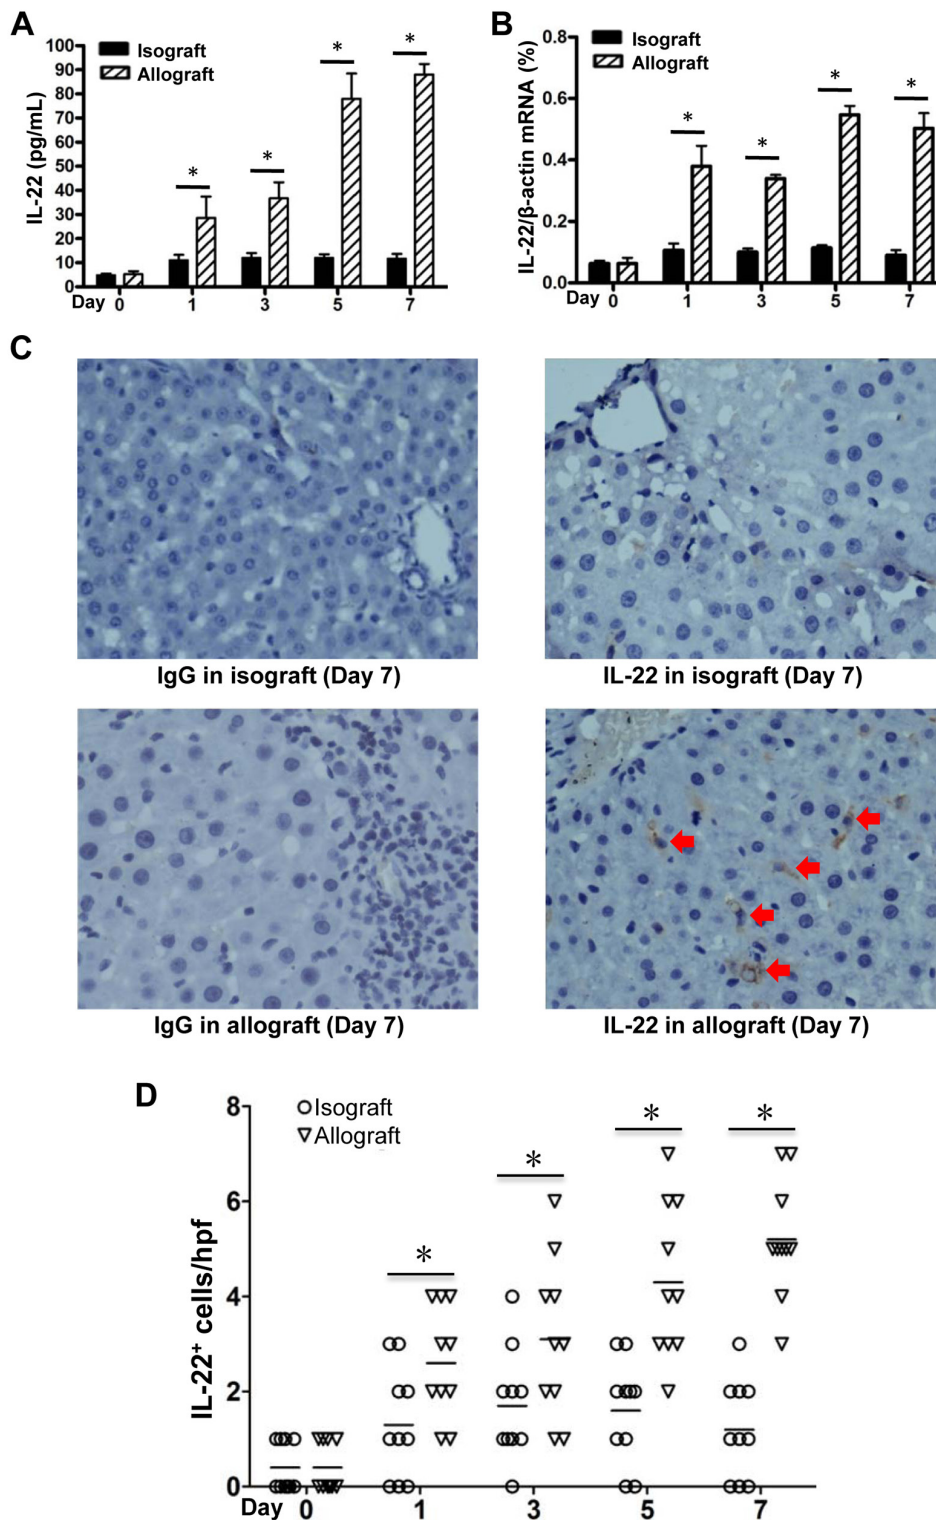 A
Isograft
Allograft
IL-22 (pg/mL)
100
90
80
70
60
50
40
30
20
10
0
* * * *
Day 0 1 3 5 7
B
Isograft
Allograft
IL-22/β-actin mRNA (%)
0.8
0.6
0.4
0.2
0.0
* * * *
Day 0 1 3 5 7
C
IgG in isograft (Day 7)
IL-22 in isograft (Day 7)
IgG in allograft (Day 7)
IL-22 in allograft (Day 7)
D
Isograft
Allograft
IL-22⁺ cells/hpf
8
6
4
2
0
* * * *
Day 0 1 3 5 7